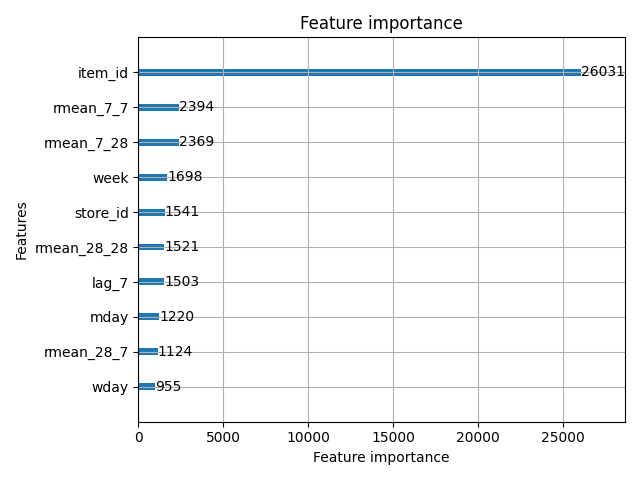 Feature importance
Features
item_id 26031
rmean_7_7 2394
rmean_7_28 2369
week 1698
store_id 1541
rmean_28_28 1521
lag_7 1503
mday 1220
rmean_28_7 1124
wday 955
0 5000 10000 15000 20000 25000
Feature importance